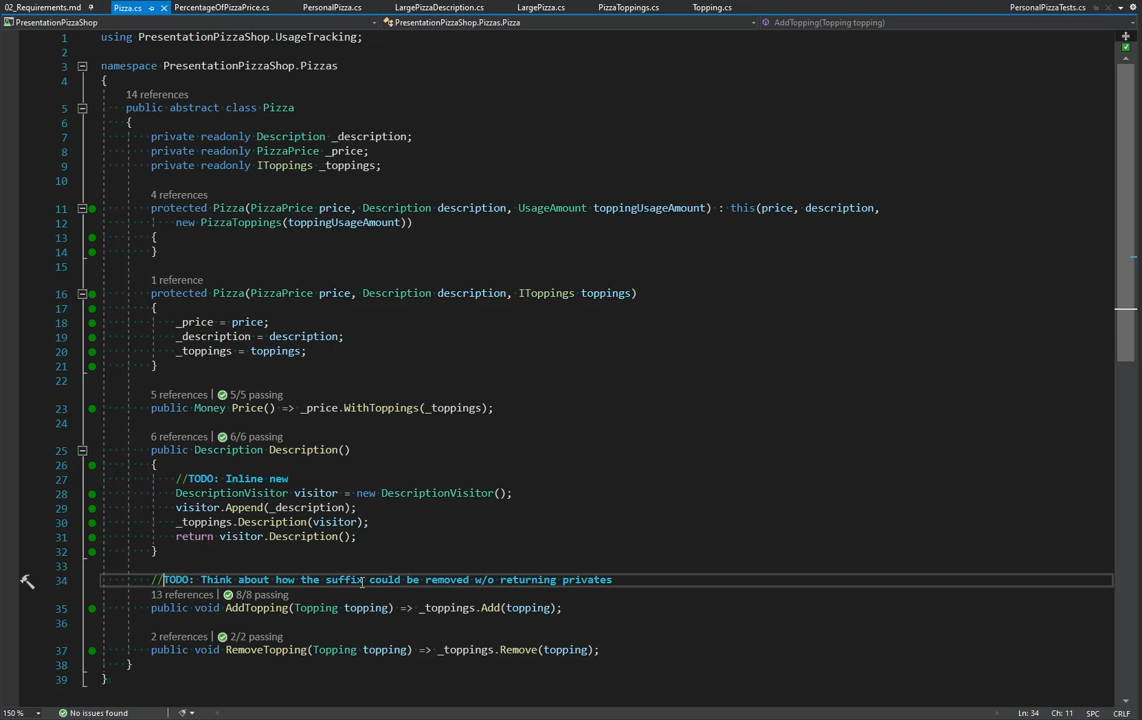 02_Requirements.md Pizza.cs PercentageOfPizzaPrice.cs PersonalPizza.cs LargePizzaDescription.cs LargePizza.cs PizzaToppings.cs Topping.cs PersonalPizzaTests.cs
PresentationPizzaShop PresentationPizzaShop.Pizzas.Pizza AddTopping(Topping topping)
1 using PresentationPizzaShop.UsageTracking;
2
3 namespace PresentationPizzaShop.Pizzas
4 {
14 references
5 public abstract class Pizza
6 {
7 private readonly Description _description;
8 private readonly PizzaPrice _price;
9 private readonly IToppings _toppings;
10
4 references
11 protected Pizza(PizzaPrice price, Description description, UsageAmount toppingUsageAmount) : this(price, description,
12 new PizzaToppings(toppingUsageAmount))
13 {
14 }
15
1 reference
16 protected Pizza(PizzaPrice price, Description description, IToppings toppings)
17 {
18 _price = price;
19 _description = description;
20 _toppings = toppings;
21 }
22
5 references | 5/5 passing
23 public Money Price() => _price.WithToppings(_toppings);
24
6 references | 6/6 passing
25 public Description Description()
26 {
27 //TODO: Inline new
28 DescriptionVisitor visitor = new DescriptionVisitor();
29 visitor.Append(_description);
30 _toppings.Description(visitor);
31 return visitor.Description();
32 }
33
34 //TODO: Think about how the suffix could be removed w/o returning privates
13 references | 8/8 passing
35 public void AddTopping(Topping topping) => _toppings.Add(topping);
36
2 references | 2/2 passing
37 public void RemoveTopping(Topping topping) => _toppings.Remove(topping);
38 }
39 }
150 % No issues found Ln: 34 Ch: 11 SPC CRLF